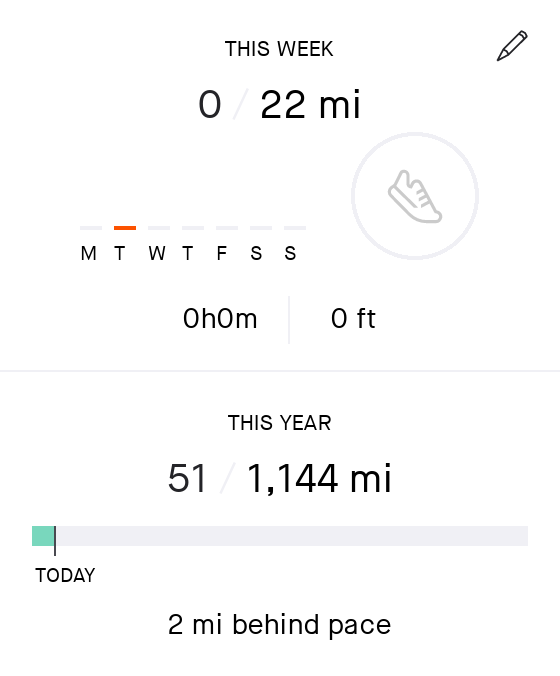 THIS WEEK
0 / 22 mi
M T W T F S S
0h0m
0 ft
THIS YEAR
51 / 1,144 mi
TODAY
2 mi behind pace